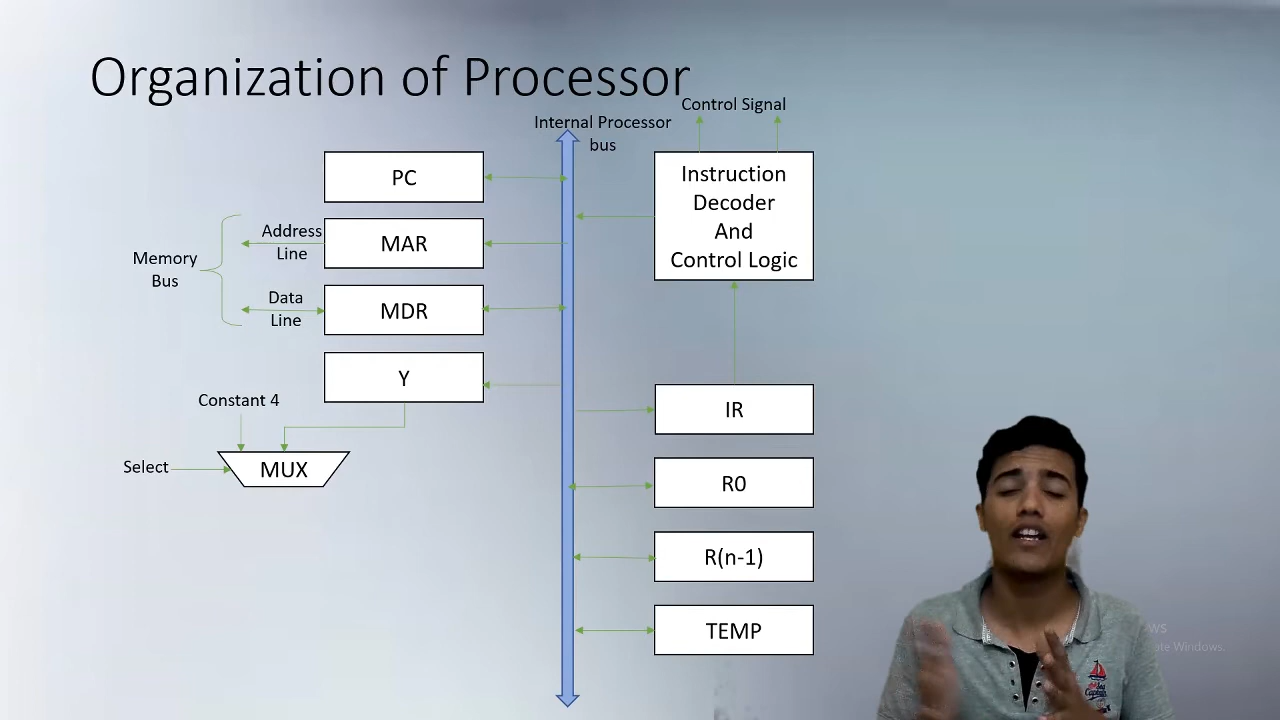 Organization of Processor
Control Signal
Internal Processor
bus
PC
Instruction
Decoder
And
Control Logic
Address
Line
MAR
Memory
Bus
Data
Line
MDR
Y
Constant 4
IR
Select
MUX
R0
R(n-1)
TEMP